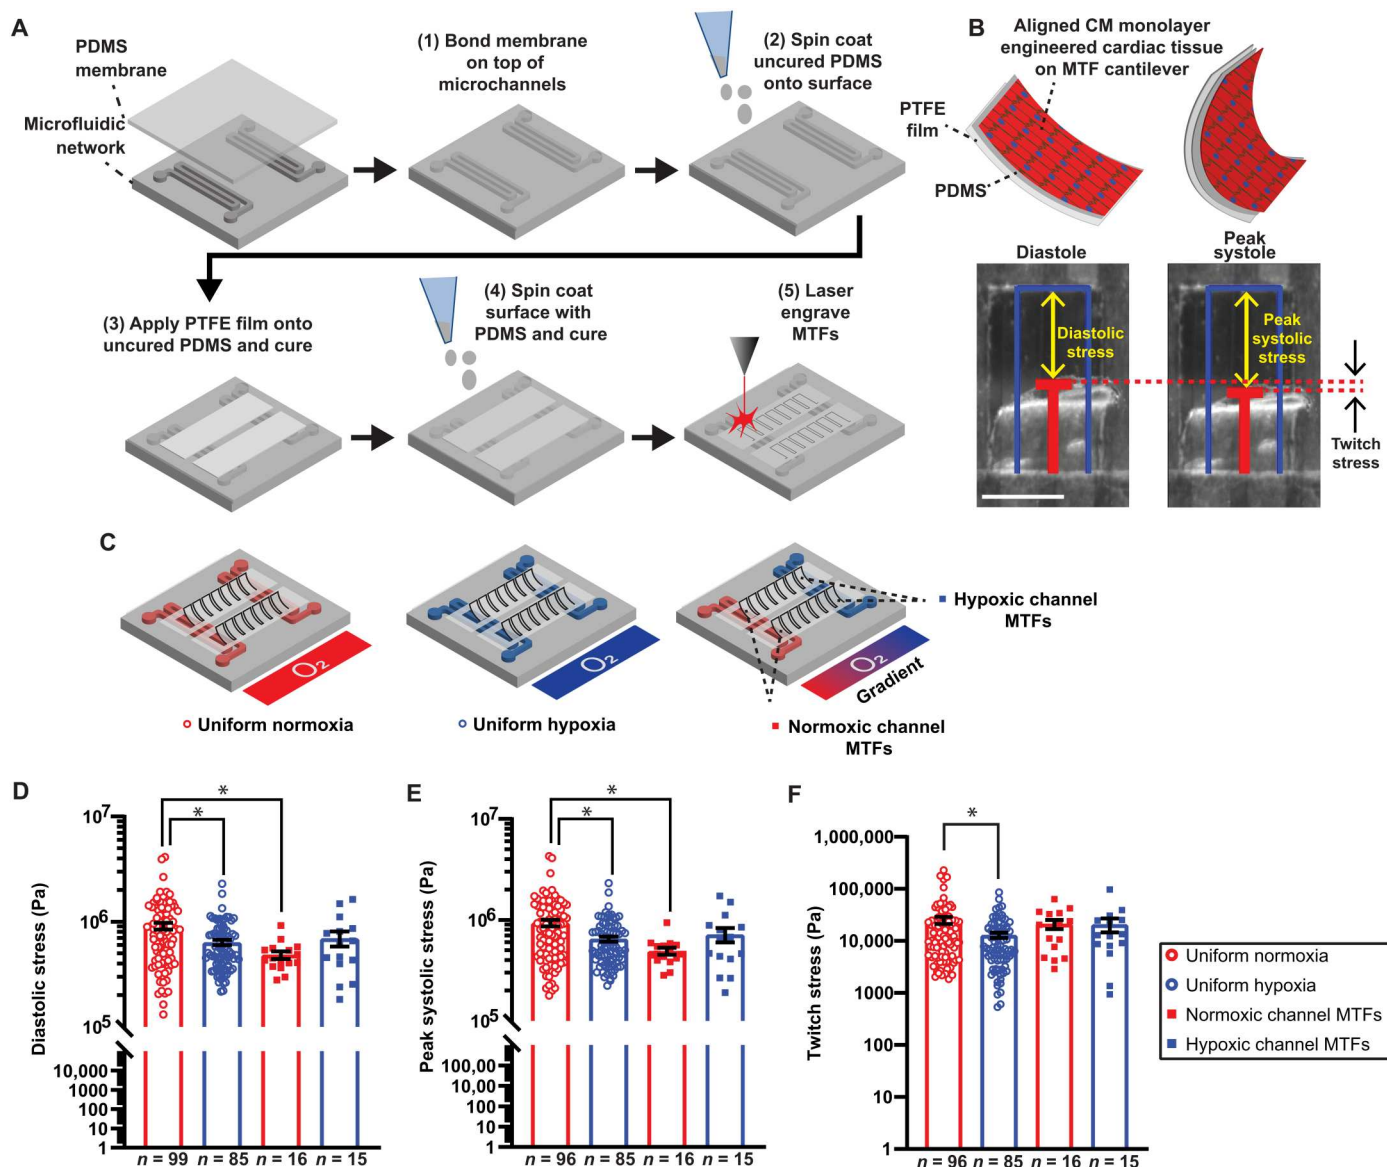 A
PDMS
membrane
Microfluidic
network
(1) Bond membrane
on top of
microchannels
(2) Spin coat
uncured PDMS
onto surface
(3) Apply PTFE film onto
uncured PDMS and cure
(4) Spin coat
surface with
PDMS and cure
(5) Laser
engrave
MTFs
B
Aligned CM monolayer
engineered cardiac tissue
on MTF cantilever
PTFE
film
PDMS
Diastole
Peak
systole
Diastolic
stress
Peak
systolic
stress
Twitch
stress
C
O2
O2
O2
Gradient
Uniform normoxia
Uniform hypoxia
Hypoxic channel
MTFs
Normoxic channel
MTFs
D
Diastolic stress (Pa)
10^7
10^6
10^5
10,000
1000
100
10
1
*
*
n = 99
n = 85
n = 16
n = 15
E
Peak systolic stress (Pa)
10^7
10^6
10^5
100,00
10,00
100
10
1
*
*
n = 96
n = 85
n = 16
n = 15
F
Twitch stress (Pa)
1,000,000
100,000
10,000
1000
100
10
1
*
n = 96
n = 85
n = 16
n = 15
Uniform normoxia
Uniform hypoxia
Normoxic channel MTFs
Hypoxic channel MTFs